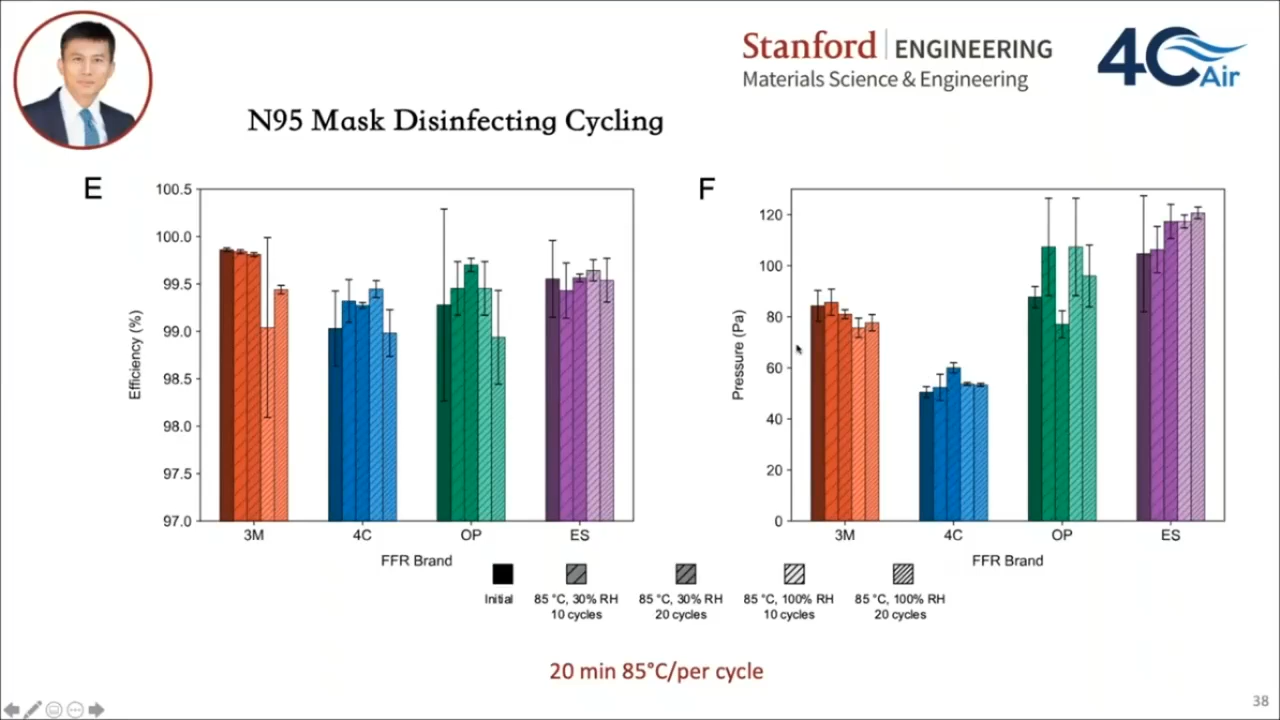 Stanford ENGINEERING
Materials Science & Engineering
4C Air
N95 Mask Disinfecting Cycling
E
100.5
100.0
99.5
99.0
98.5
98.0
97.5
97.0
Efficiency (%)
3M 4C OP ES
FFR Brand
F
120
100
80
60
40
20
0
Pressure (Pa)
3M 4C OP ES
FFR Brand
Initial
85 °C, 30% RH
10 cycles
85 °C, 30% RH
20 cycles
85 °C, 100% RH
10 cycles
85 °C, 100% RH
20 cycles
20 min 85°C/per cycle
38